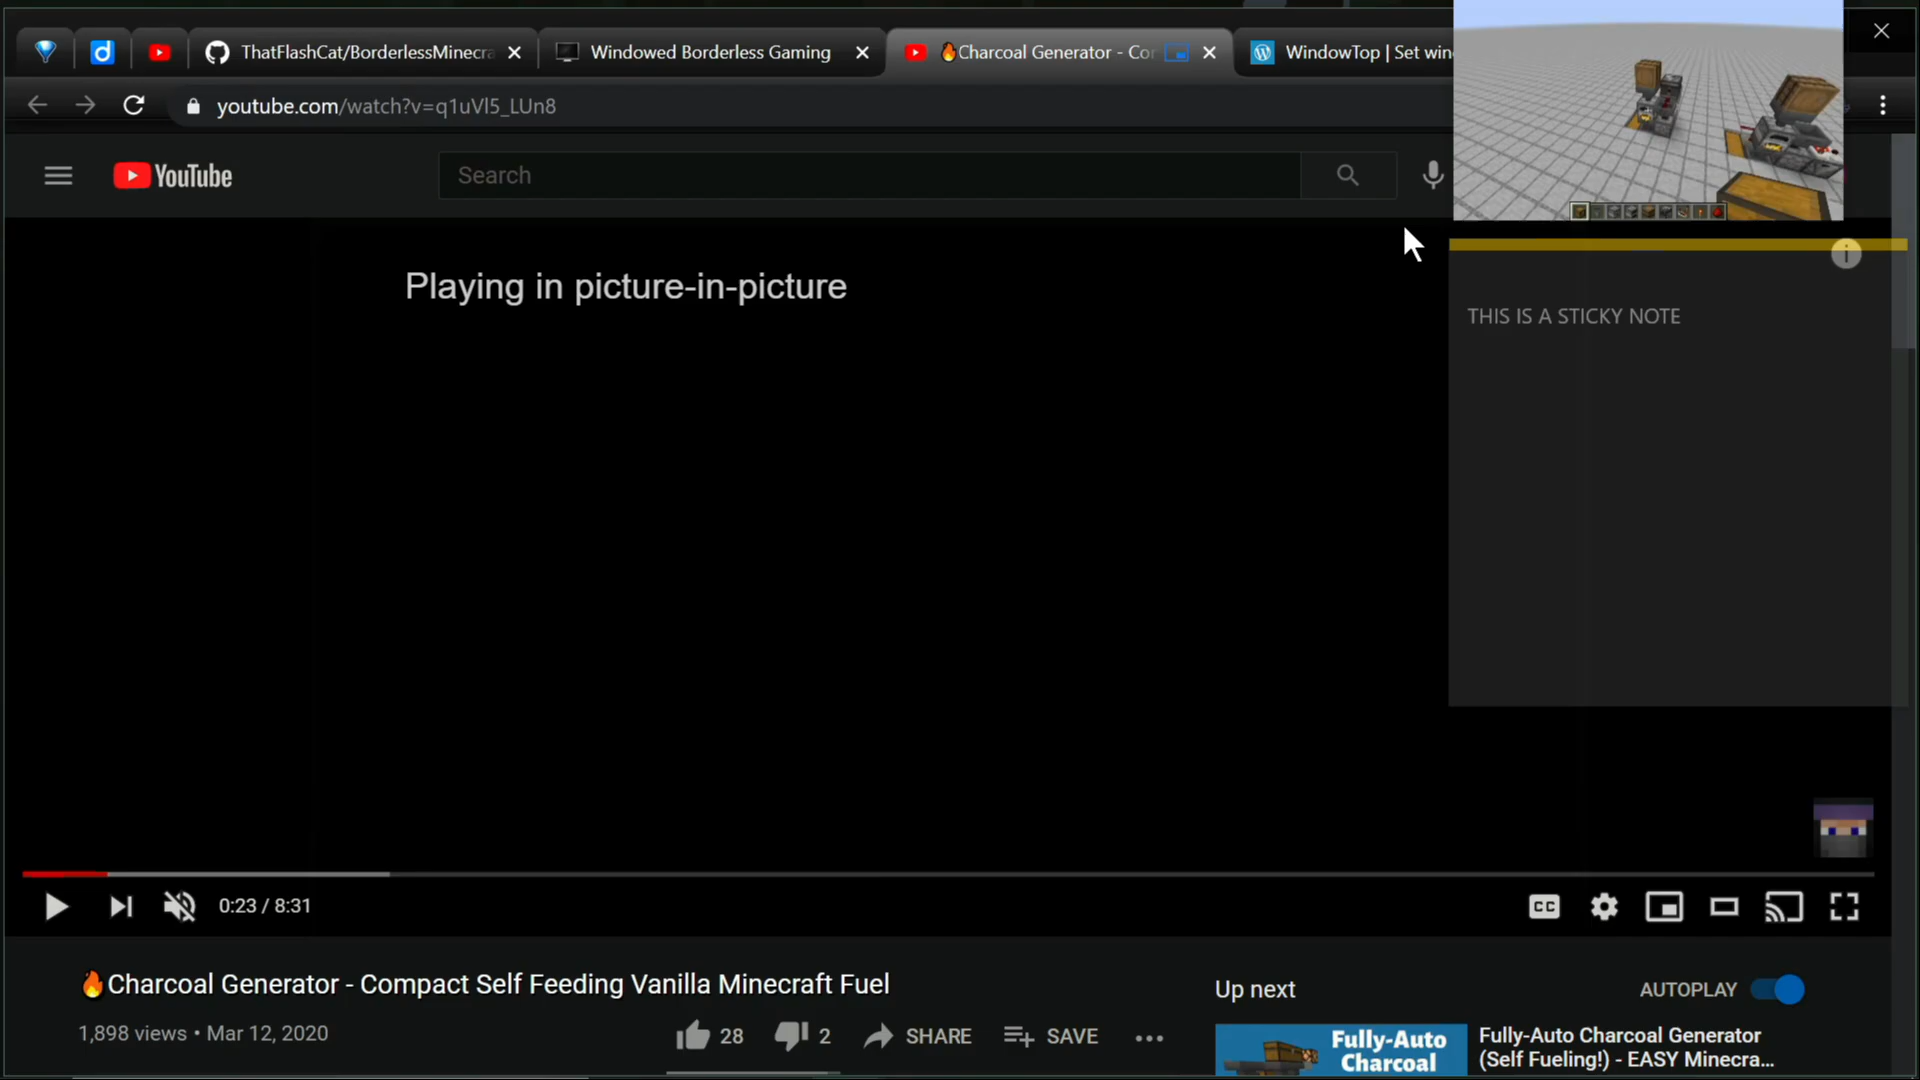 ThatFlashCat/BorderlessMinecra
Windowed Borderless Gaming
🔥Charcoal Generator - Co
WindowTop | Set win
youtube.com/watch?v=q1uVl5_LUn8
YouTube
Search
Playing in picture-in-picture
THIS IS A STICKY NOTE
0:23 / 8:31
CC
🔥Charcoal Generator - Compact Self Feeding Vanilla Minecraft Fuel
1,898 views • Mar 12, 2020
28
2
SHARE
SAVE
Up next
AUTOPLAY
Fully-Auto
Charcoal
Fully-Auto Charcoal Generator
(Self Fueling!) - EASY Minecra...